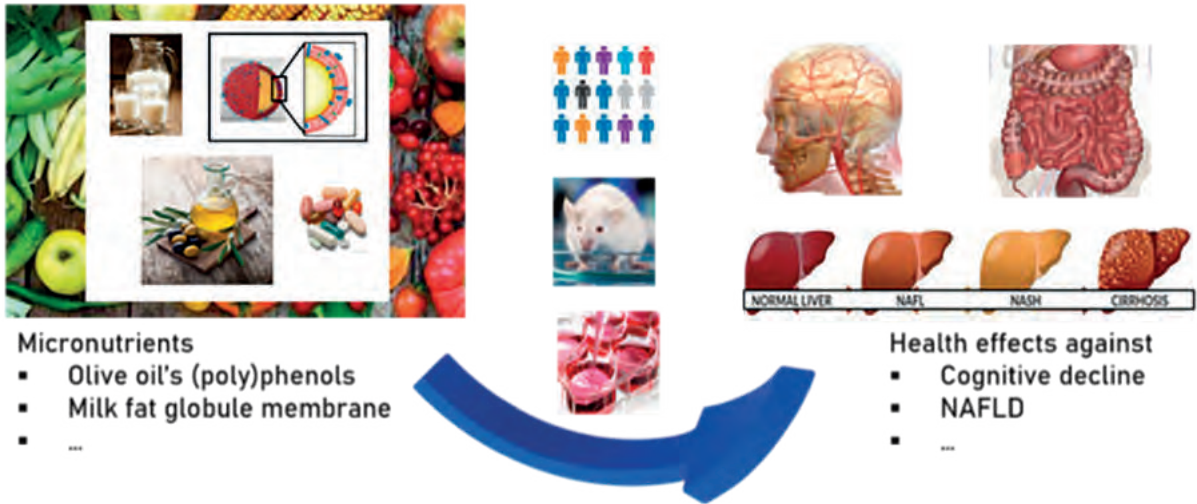 NORMAL LIVER NAFL NASH CIRRHOSIS
Micronutrients
▪ Olive oil's (poly)phenols
▪ Milk fat globule membrane
▪ ...
Health effects against
▪ Cognitive decline
▪ NAFLD
▪ ...